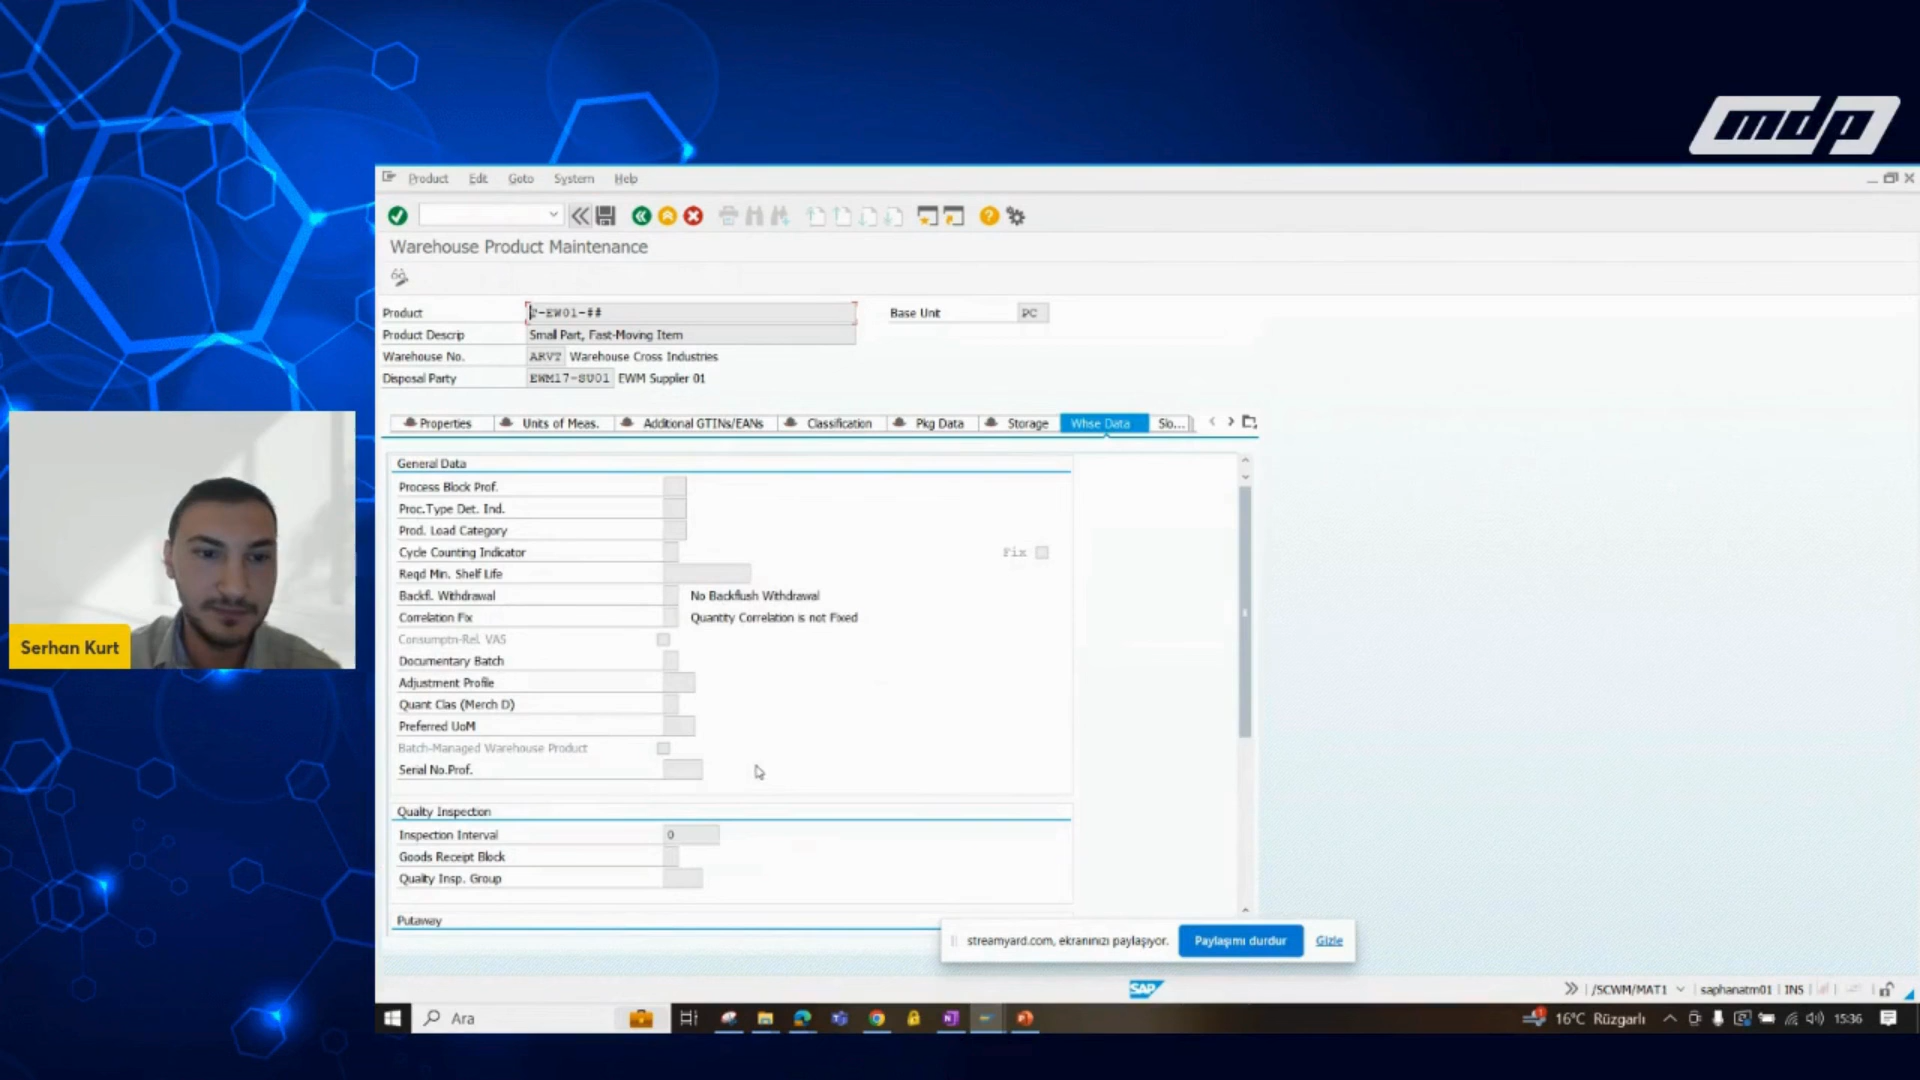 mdp
Product Edit Goto System Help
Warehouse Product Maintenance
Product -EW01-## Base Unit PC
Product Descrip Small Part, Fast-Moving Item
Warehouse No. ARVT Warehouse Cross Industries
Disposal Party EWM17-SU01 EWM Supplier 01
Properties Units of Meas. Additional GTINs/EANs Classification Pkg Data Storage Whse Data Slo...
General Data
Process Block Prof.
Proc.Type Det. Ind.
Prod. Load Category
Cycle Counting Indicator Fix
Reqd Min. Shelf Life
Backfl. Withdrawal No Backflush Withdrawal
Correlation Fix Quantity Correlation is not Fixed
Consumptn-Rel. VAS
Documentary Batch
Adjustment Profile
Quant Clas (Merch D)
Preferred UoM
Batch-Managed Warehouse Product
Serial No.Prof.
Quality Inspection
Inspection Interval 0
Goods Receipt Block
Quality Insp. Group
Putaway
Serhan Kurt
streamyard.com, ekranınızı paylaşıyor. Paylaşımı durdur Gizle
SAP
/SCWM/MAT1 saphanatm01 INS
Ara 16°C Rüzgarlı 15:36